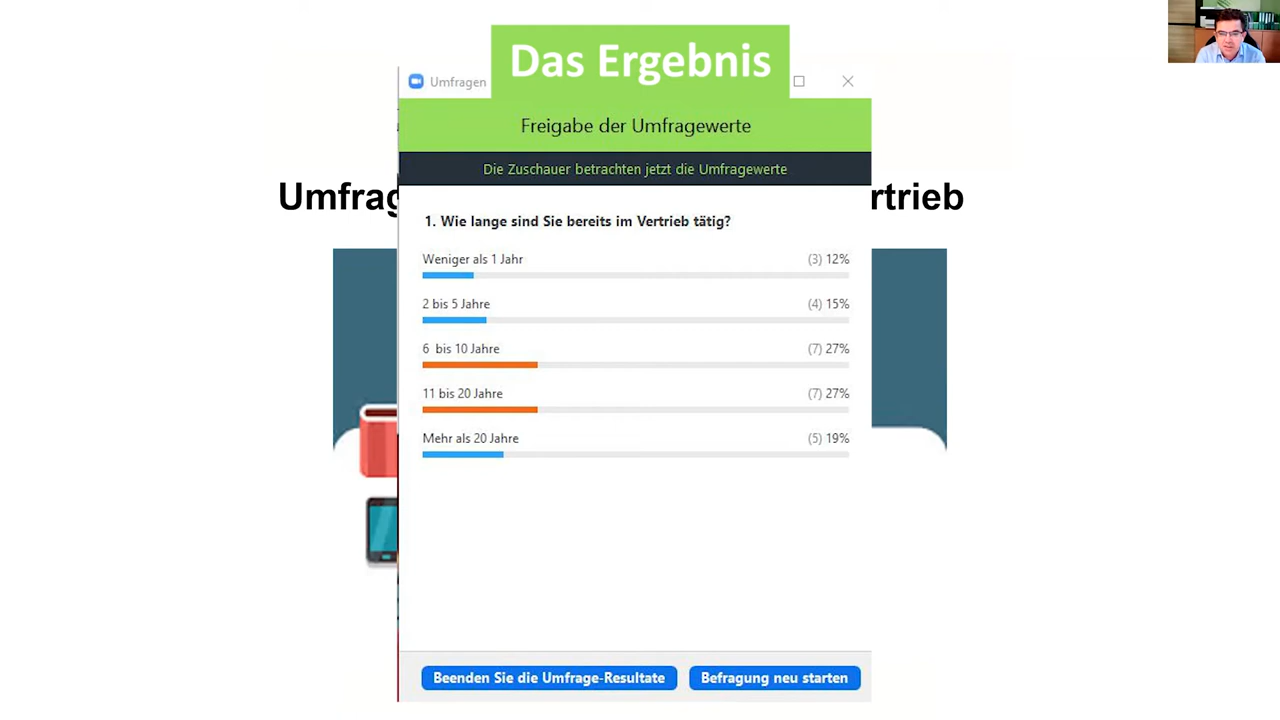 Das Ergebnis
Umfragen
Freigabe der Umfragewerte
Die Zuschauer betrachten jetzt die Umfragewerte
Umfrag rtrieb
1. Wie lange sind Sie bereits im Vertrieb tätig?
Weniger als 1 Jahr (3) 12%
2 bis 5 Jahre (4) 15%
6 bis 10 Jahre (7) 27%
11 bis 20 Jahre (7) 27%
Mehr als 20 Jahre (5) 19%
Beenden Sie die Umfrage-Resultate Befragung neu starten